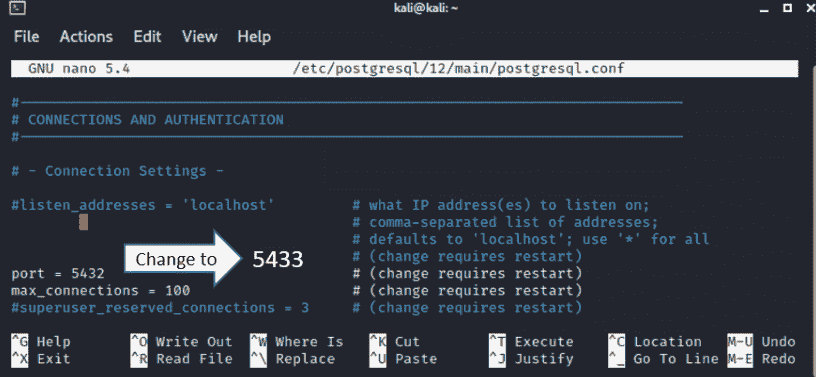 kali@kali: ~
File Actions Edit View Help
GNU nano 5.4 /etc/postgresql/12/main/postgresql.conf
#------------------------------------------------------------------------------
# CONNECTIONS AND AUTHENTICATION
#------------------------------------------------------------------------------
# - Connection Settings -
#listen_addresses = 'localhost' # what IP address(es) to listen on;
# comma-separated list of addresses;
# defaults to 'localhost'; use '*' for all
Change to 5433 # (change requires restart)
port = 5432 # (change requires restart)
max_connections = 100 # (change requires restart)
#superuser_reserved_connections = 3 # (change requires restart)
^G Help ^O Write Out ^W Where Is ^K Cut ^T Execute ^C Location M-U Undo
^X Exit ^R Read File ^\ Replace ^U Paste ^J Justify ^_ Go To Line M-E Redo